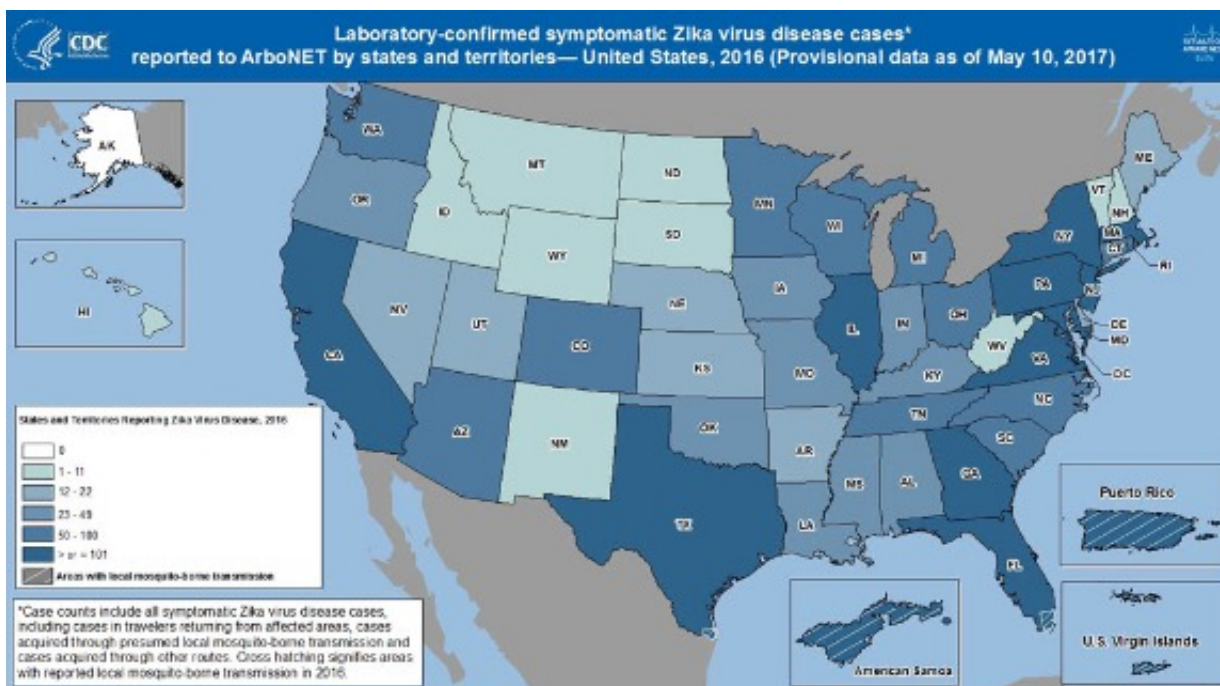 CDC
Laboratory-confirmed symptomatic Zika virus disease cases*
reported to ArboNET by states and territories— United States, 2016 (Provisional data as of May 10, 2017)
AK
HI
WA
OR
CA
ID
NV
MT
WY
UT
AZ
CO
NM
ND
SD
NE
KS
OK
TX
MN
IA
MO
AR
LA
WI
IL
MS
MI
IN
KY
TN
AL
OH
WV
GA
FL
SC
NC
VA
PA
NY
VT
NH
ME
MA
CT
RI
NJ
DE
MD
DC
States and Territories Reporting Zika Virus Disease, 2016
0
1 - 11
12 - 22
23 - 49
50 - 100
> or = 101
Areas with local mosquito-borne transmission
*Case counts include all symptomatic Zika virus disease cases,
including cases in travelers returning from affected areas, cases
acquired through presumed local mosquito-borne transmission and
cases acquired through other routes. Cross hatching signifies areas
with reported local mosquito-borne transmission in 2016.
American Samoa
Puerto Rico
U.S. Virgin Islands